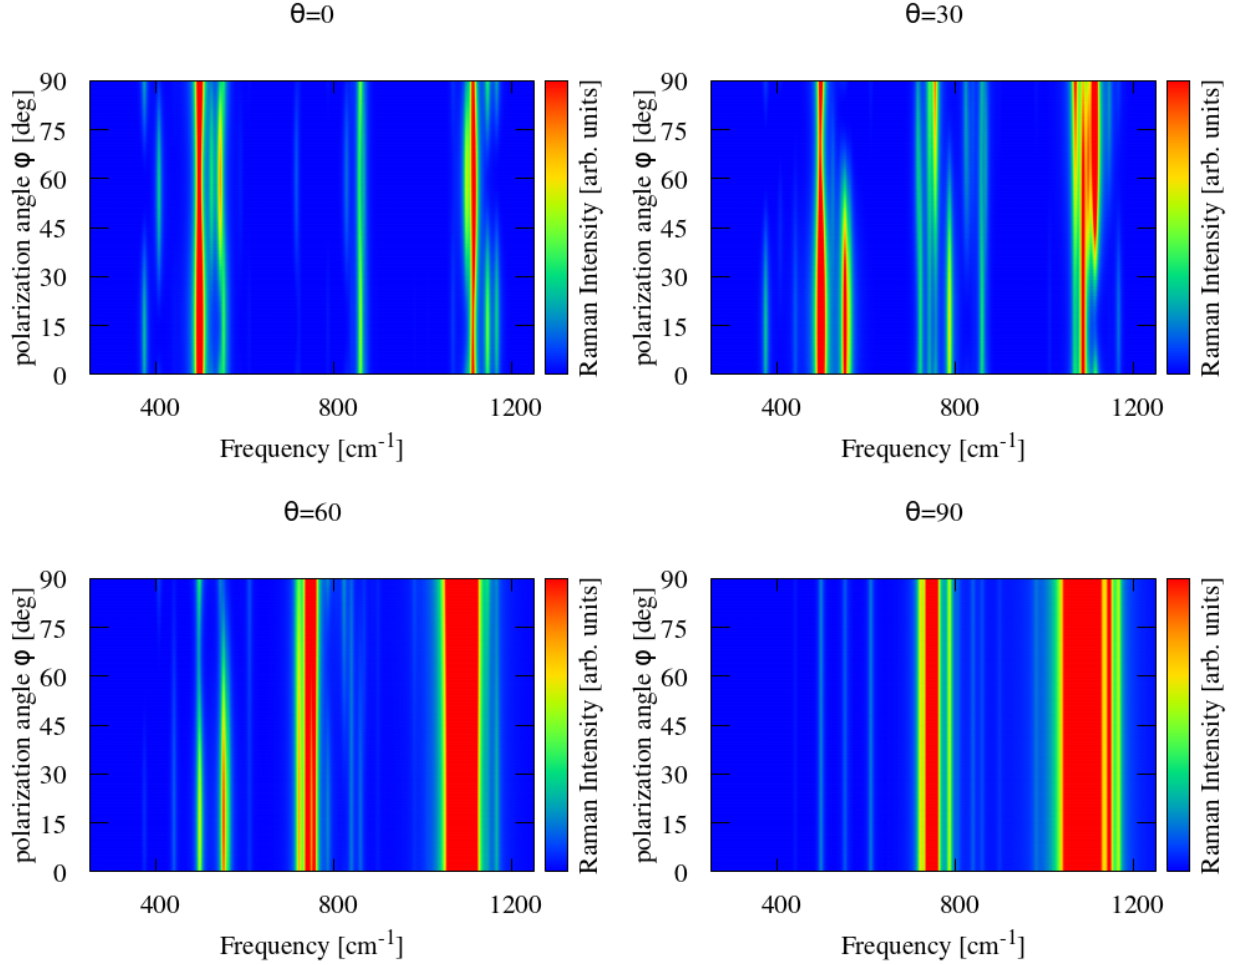 θ=0
polarization angle φ [deg]
90
75
60
45
30
15
0
400
800
1200
Frequency [cm-1]
Raman Intensity [arb. units]
θ=30
polarization angle φ [deg]
90
75
60
45
30
15
0
400
800
1200
Frequency [cm-1]
Raman Intensity [arb. units]
θ=60
polarization angle φ [deg]
90
75
60
45
30
15
0
400
800
1200
Frequency [cm-1]
Raman Intensity [arb. units]
θ=90
polarization angle φ [deg]
90
75
60
45
30
15
0
400
800
1200
Frequency [cm-1]
Raman Intensity [arb. units]